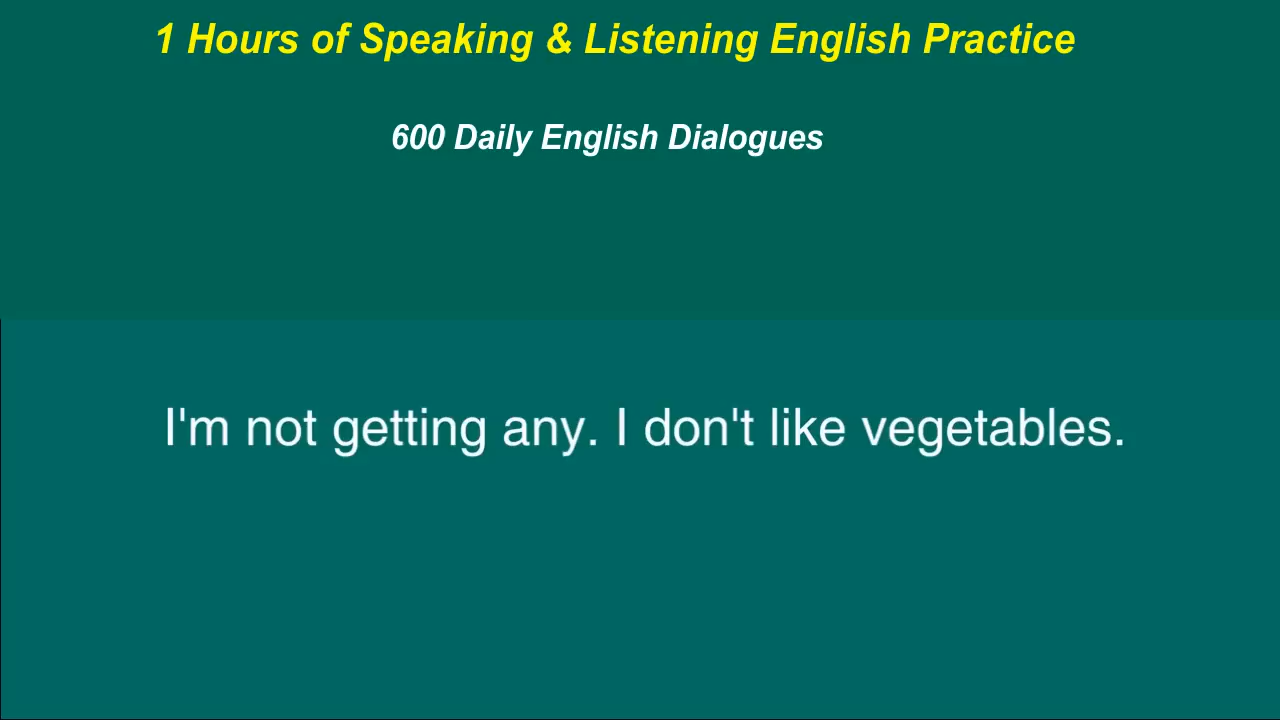 1 Hours of Speaking & Listening English Practice
600 Daily English Dialogues
I'm not getting any. I don't like vegetables.